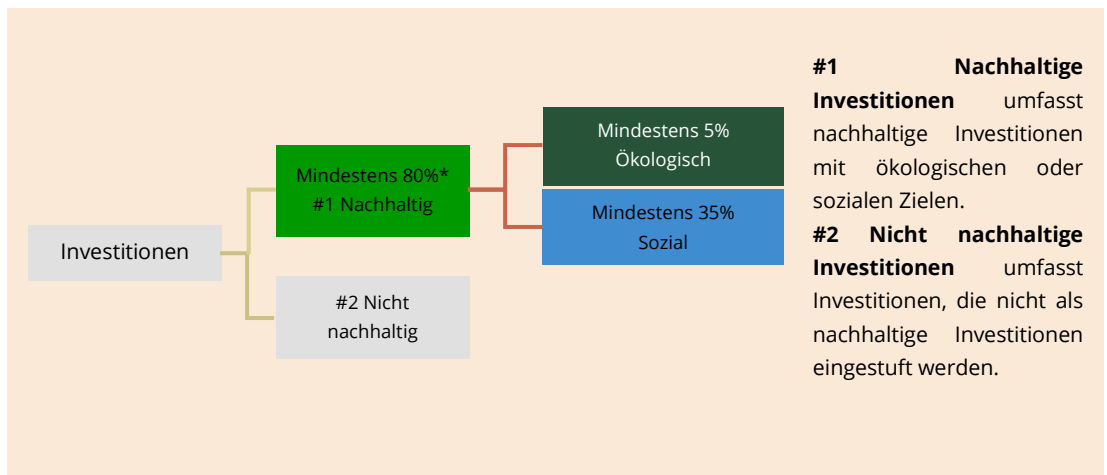 Investitionen
Mindestens 80%*
#1 Nachhaltig
#2 Nicht
nachhaltig
Mindestens 5%
Ökologisch
Mindestens 35%
Sozial
#1 Nachhaltige
Investitionen umfasst
nachhaltige Investitionen
mit ökologischen oder
sozialen Zielen.
#2 Nicht nachhaltige
Investitionen umfasst
Investitionen, die nicht als
nachhaltige Investitionen
eingestuft werden.